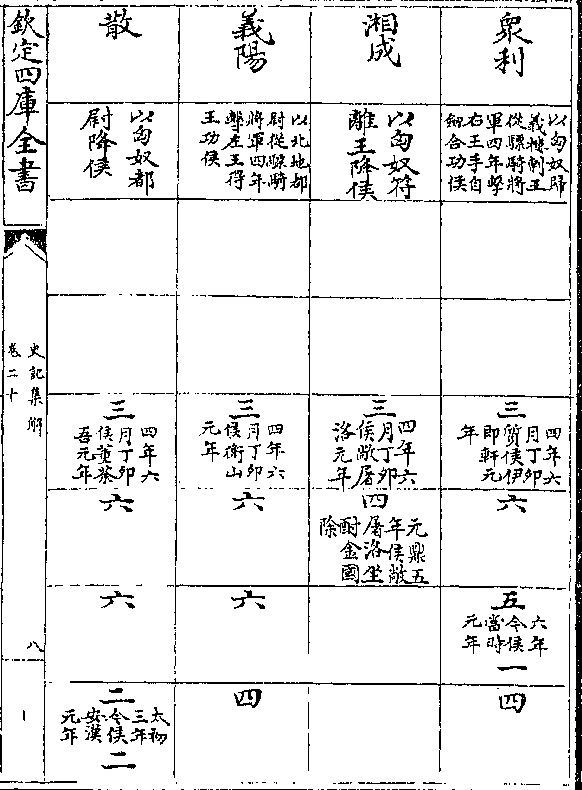 衆利
以匈奴歸
義樓剸王
從驃騎將
軍四年擊
右王手自
劍合功侯
三
四年六
月丁卯
質侯伊
即軒元
年
六
五
六年
今侯
當時
元年
一
四
湘成
以匈奴符
離王降侯
三
四年六
月丁卯
侯敞屠
洛元年
四
元鼎五
年侯敞
屠洛坐
酎金國
除
義陽
以北地都
尉從驃騎
將軍四年
擊左王得
王功侯
三
四年六
月丁卯
侯衛山
元年
六
六
四
散
以匈奴都
尉降侯
三
四年六
月丁卯
侯董荼
吾元年
六
六
二
太初
三年
今侯
安漢
元年
二
欽定四庫全書
史記集解
卷二十
八